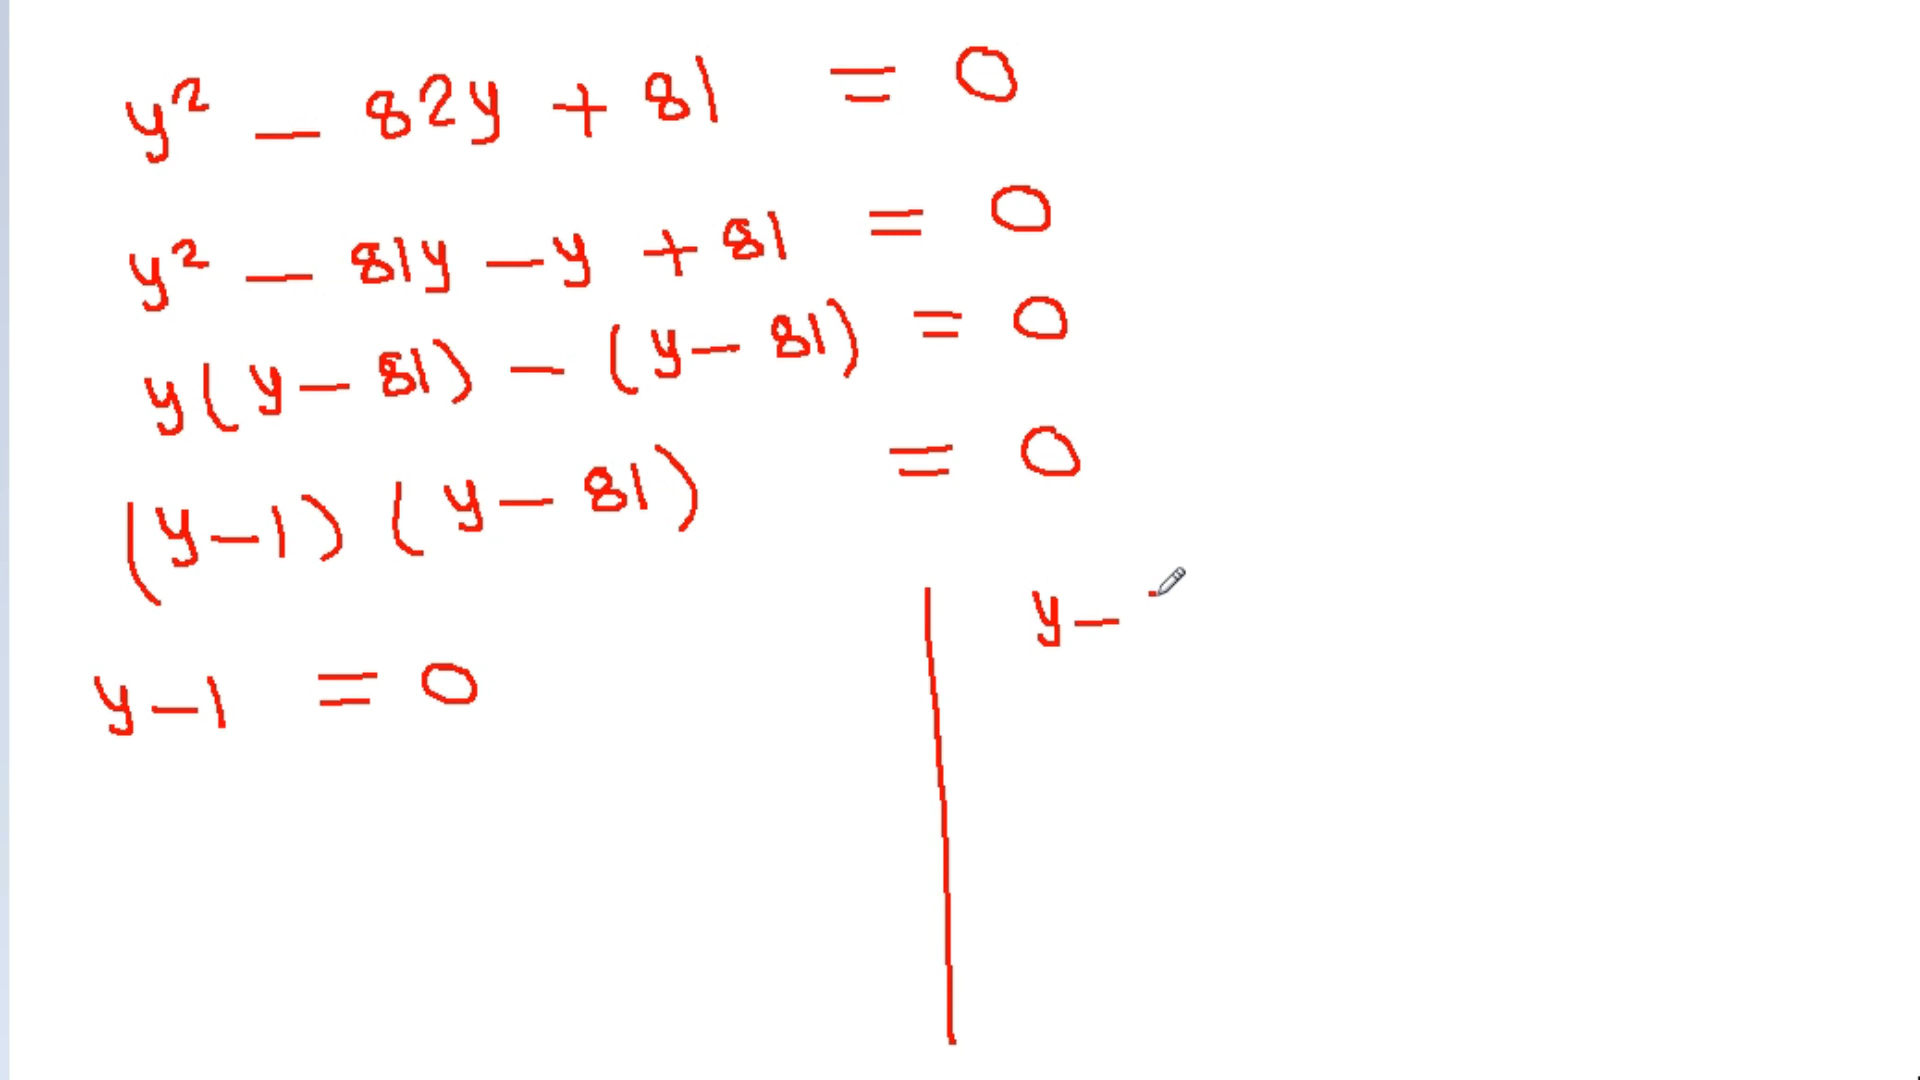 y² - 82y + 81 = 0
y² - 81y - y + 81 = 0
y(y - 81) - (y - 81) = 0
(y - 1)(y - 81) = 0
y - 1 = 0
y -